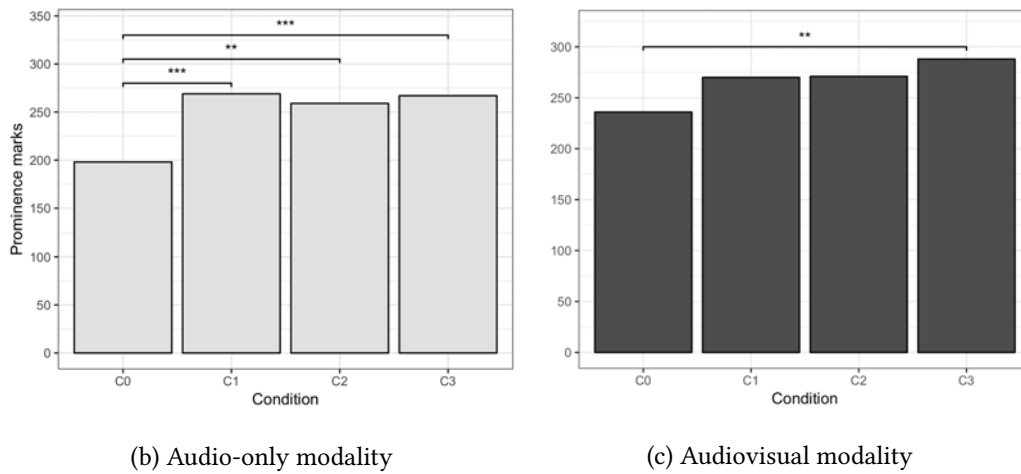 350
300
250
200
150
100
50
0
Prominence marks
***
**
***
C0 C1 C2 C3
Condition
(b) Audio-only modality
300
250
200
150
100
50
0
**
C0 C1 C2 C3
Condition
(c) Audiovisual modality